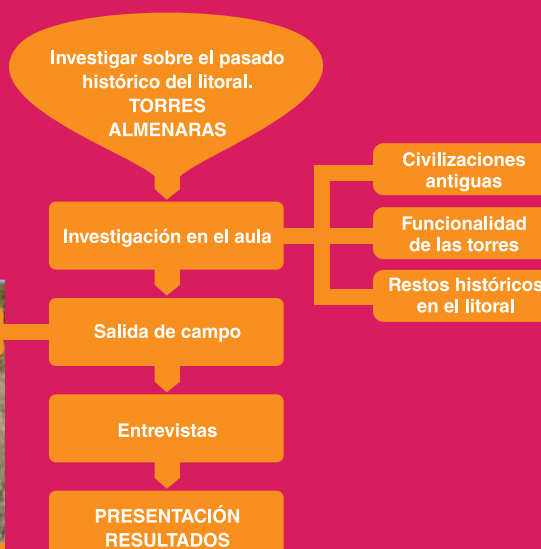 Investigar sobre el pasado
histórico del litoral.
TORRES
ALMENARAS
Investigación en el aula
Civilizaciones
antiguas
Funcionalidad
de las torres
Restos históricos
en el litoral
Salida de campo
Entrevistas
PRESENTACIÓN
RESULTADOS